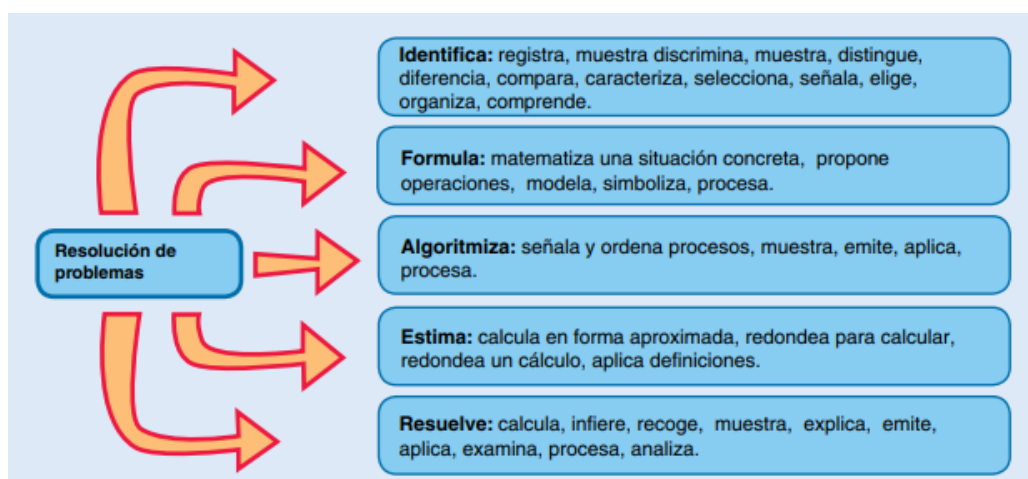 Identifica: registra, muestra discrimina, muestra, distingue,
diferencia, compara, caracteriza, selecciona, señala, elige,
organiza, comprende.
Formula: matematiza una situación concreta, propone
operaciones, modela, simboliza, procesa.
Resolución de
problemas
Algoritmiza: señala y ordena procesos, muestra, emite, aplica,
procesa.
Estima: calcula en forma aproximada, redondea para calcular,
redondea un cálculo, aplica definiciones.
Resuelve: calcula, infiere, recoge, muestra, explica, emite,
aplica, examina, procesa, analiza.